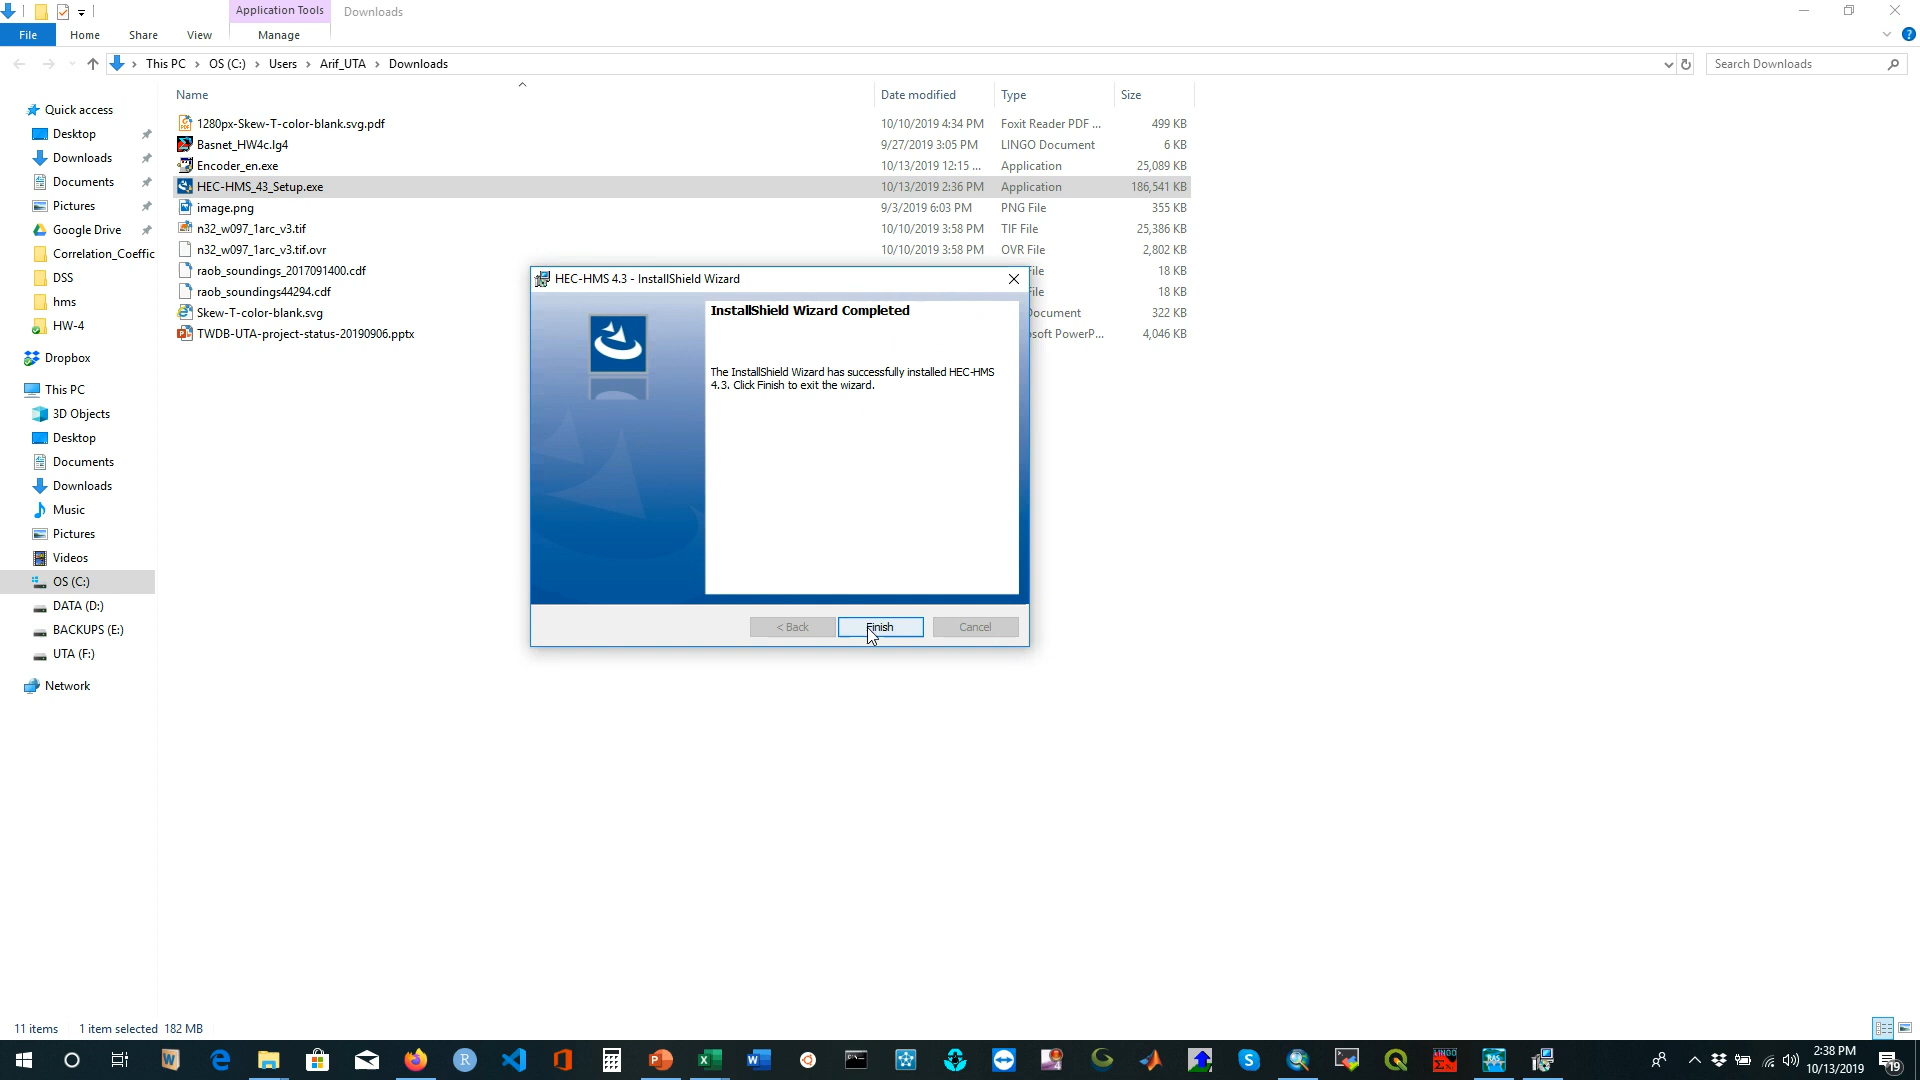 Application Tools
Downloads
File
Home
Share
View
Manage
This PC
OS (C:)
Users
Arif_UTA
Downloads
Search Downloads
Name
Date modified
Type
Size
1280px-Skew-T-color-blank.svg.pdf 10/10/2019 4:34 PM Foxit Reader PDF ... 499 KB
Basnet_HW4c.lg4 9/27/2019 3:05 PM LINGO Document 6 KB
Encoder_en.exe 10/13/2019 12:15 ... Application 25,089 KB
HEC-HMS_43_Setup.exe 10/13/2019 2:36 PM Application 186,541 KB
image.png 9/3/2019 6:03 PM PNG File 355 KB
n32_w097_1arc_v3.tif 10/10/2019 3:58 PM TIF File 25,386 KB
n32_w097_1arc_v3.tif.ovr 10/10/2019 3:58 PM OVR File 2,802 KB
raob_soundings_2017091400.cdf 18 KB
raob_soundings44294.cdf 18 KB
Skew-T-color-blank.svg ocument 322 KB
TWDB-UTA-project-status-20190906.pptx osoft PowerP... 4,046 KB
Quick access
Desktop
Downloads
Documents
Pictures
Google Drive
Correlation_Coeffic
DSS
hms
HW-4
Dropbox
This PC
3D Objects
Desktop
Documents
Downloads
Music
Pictures
Videos
OS (C:)
DATA (D:)
BACKUPS (E:)
UTA (F:)
Network
HEC-HMS 4.3 - InstallShield Wizard
InstallShield Wizard Completed
The InstallShield Wizard has successfully installed HEC-HMS
4.3. Click Finish to exit the wizard.
< Back
Finish
Cancel
11 items 1 item selected 182 MB
2:38 PM
10/13/2019
19